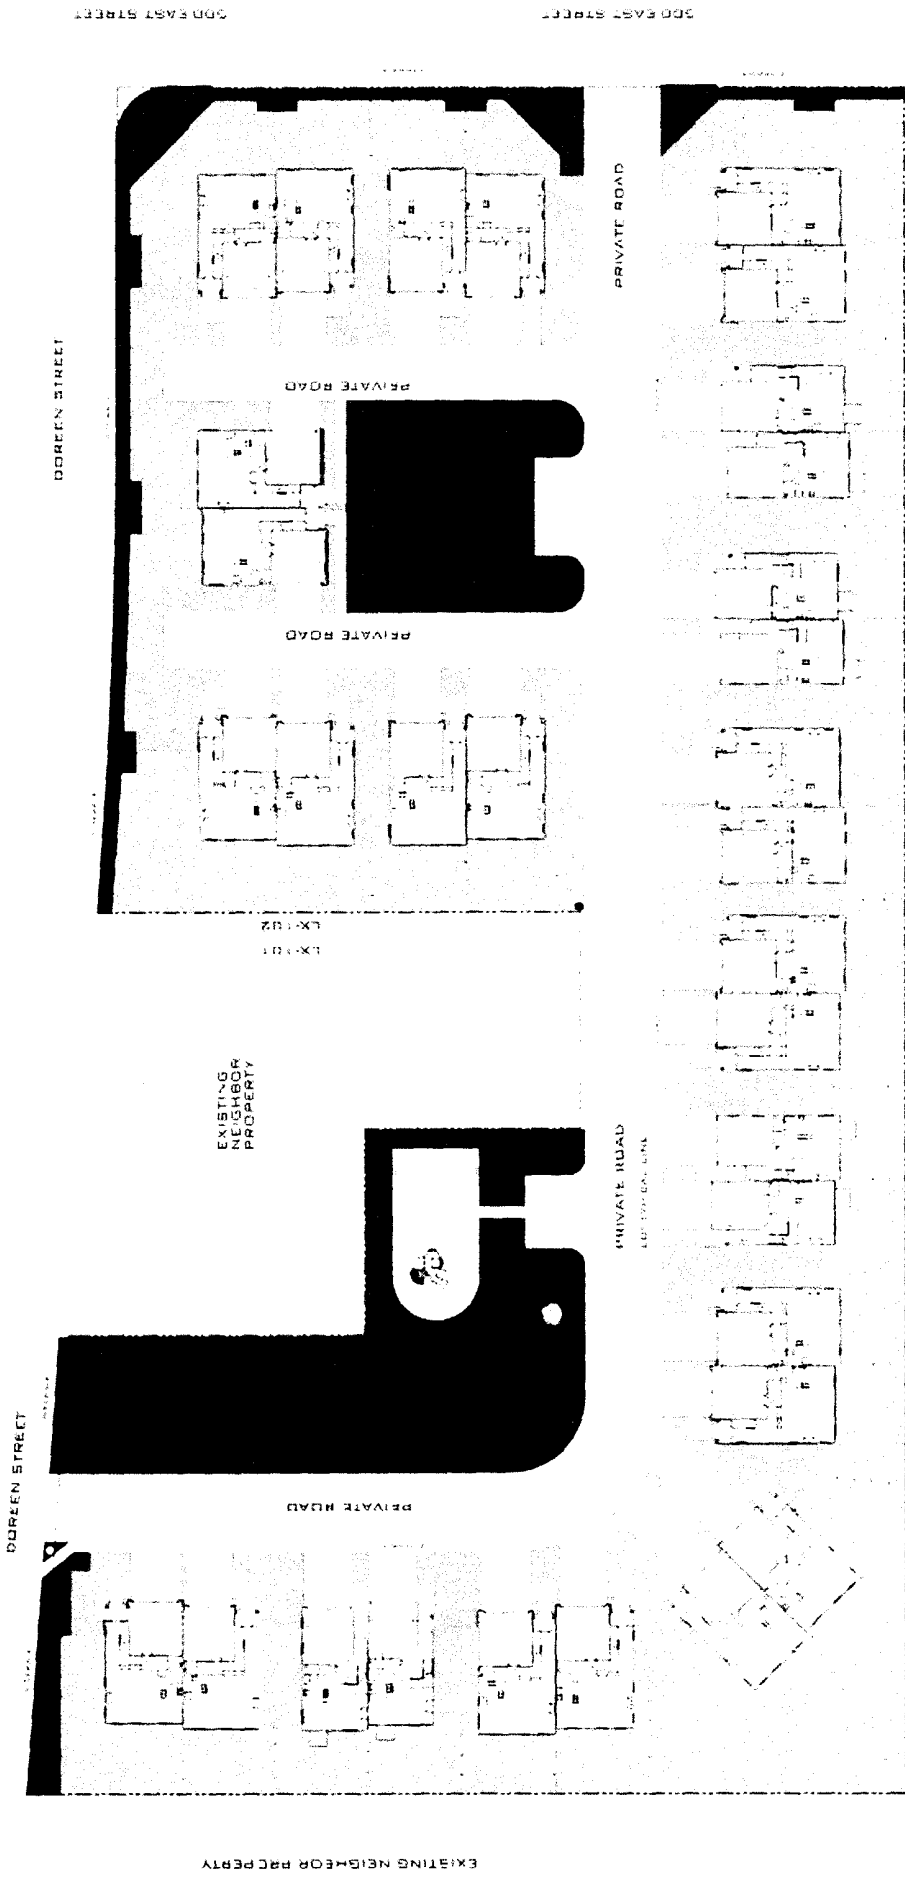 300 EAST STREET
300 EAST STREET
PRIVATE ROAD
DOREEN STREET
PRIVATE ROAD
PRIVATE ROAD
EXISTING
NEIGHBOR
PROPERTY
PRIVATE ROAD
DOREEN STREET
PRIVATE ROAD
EXISTING NEIGHBOR PROPERTY